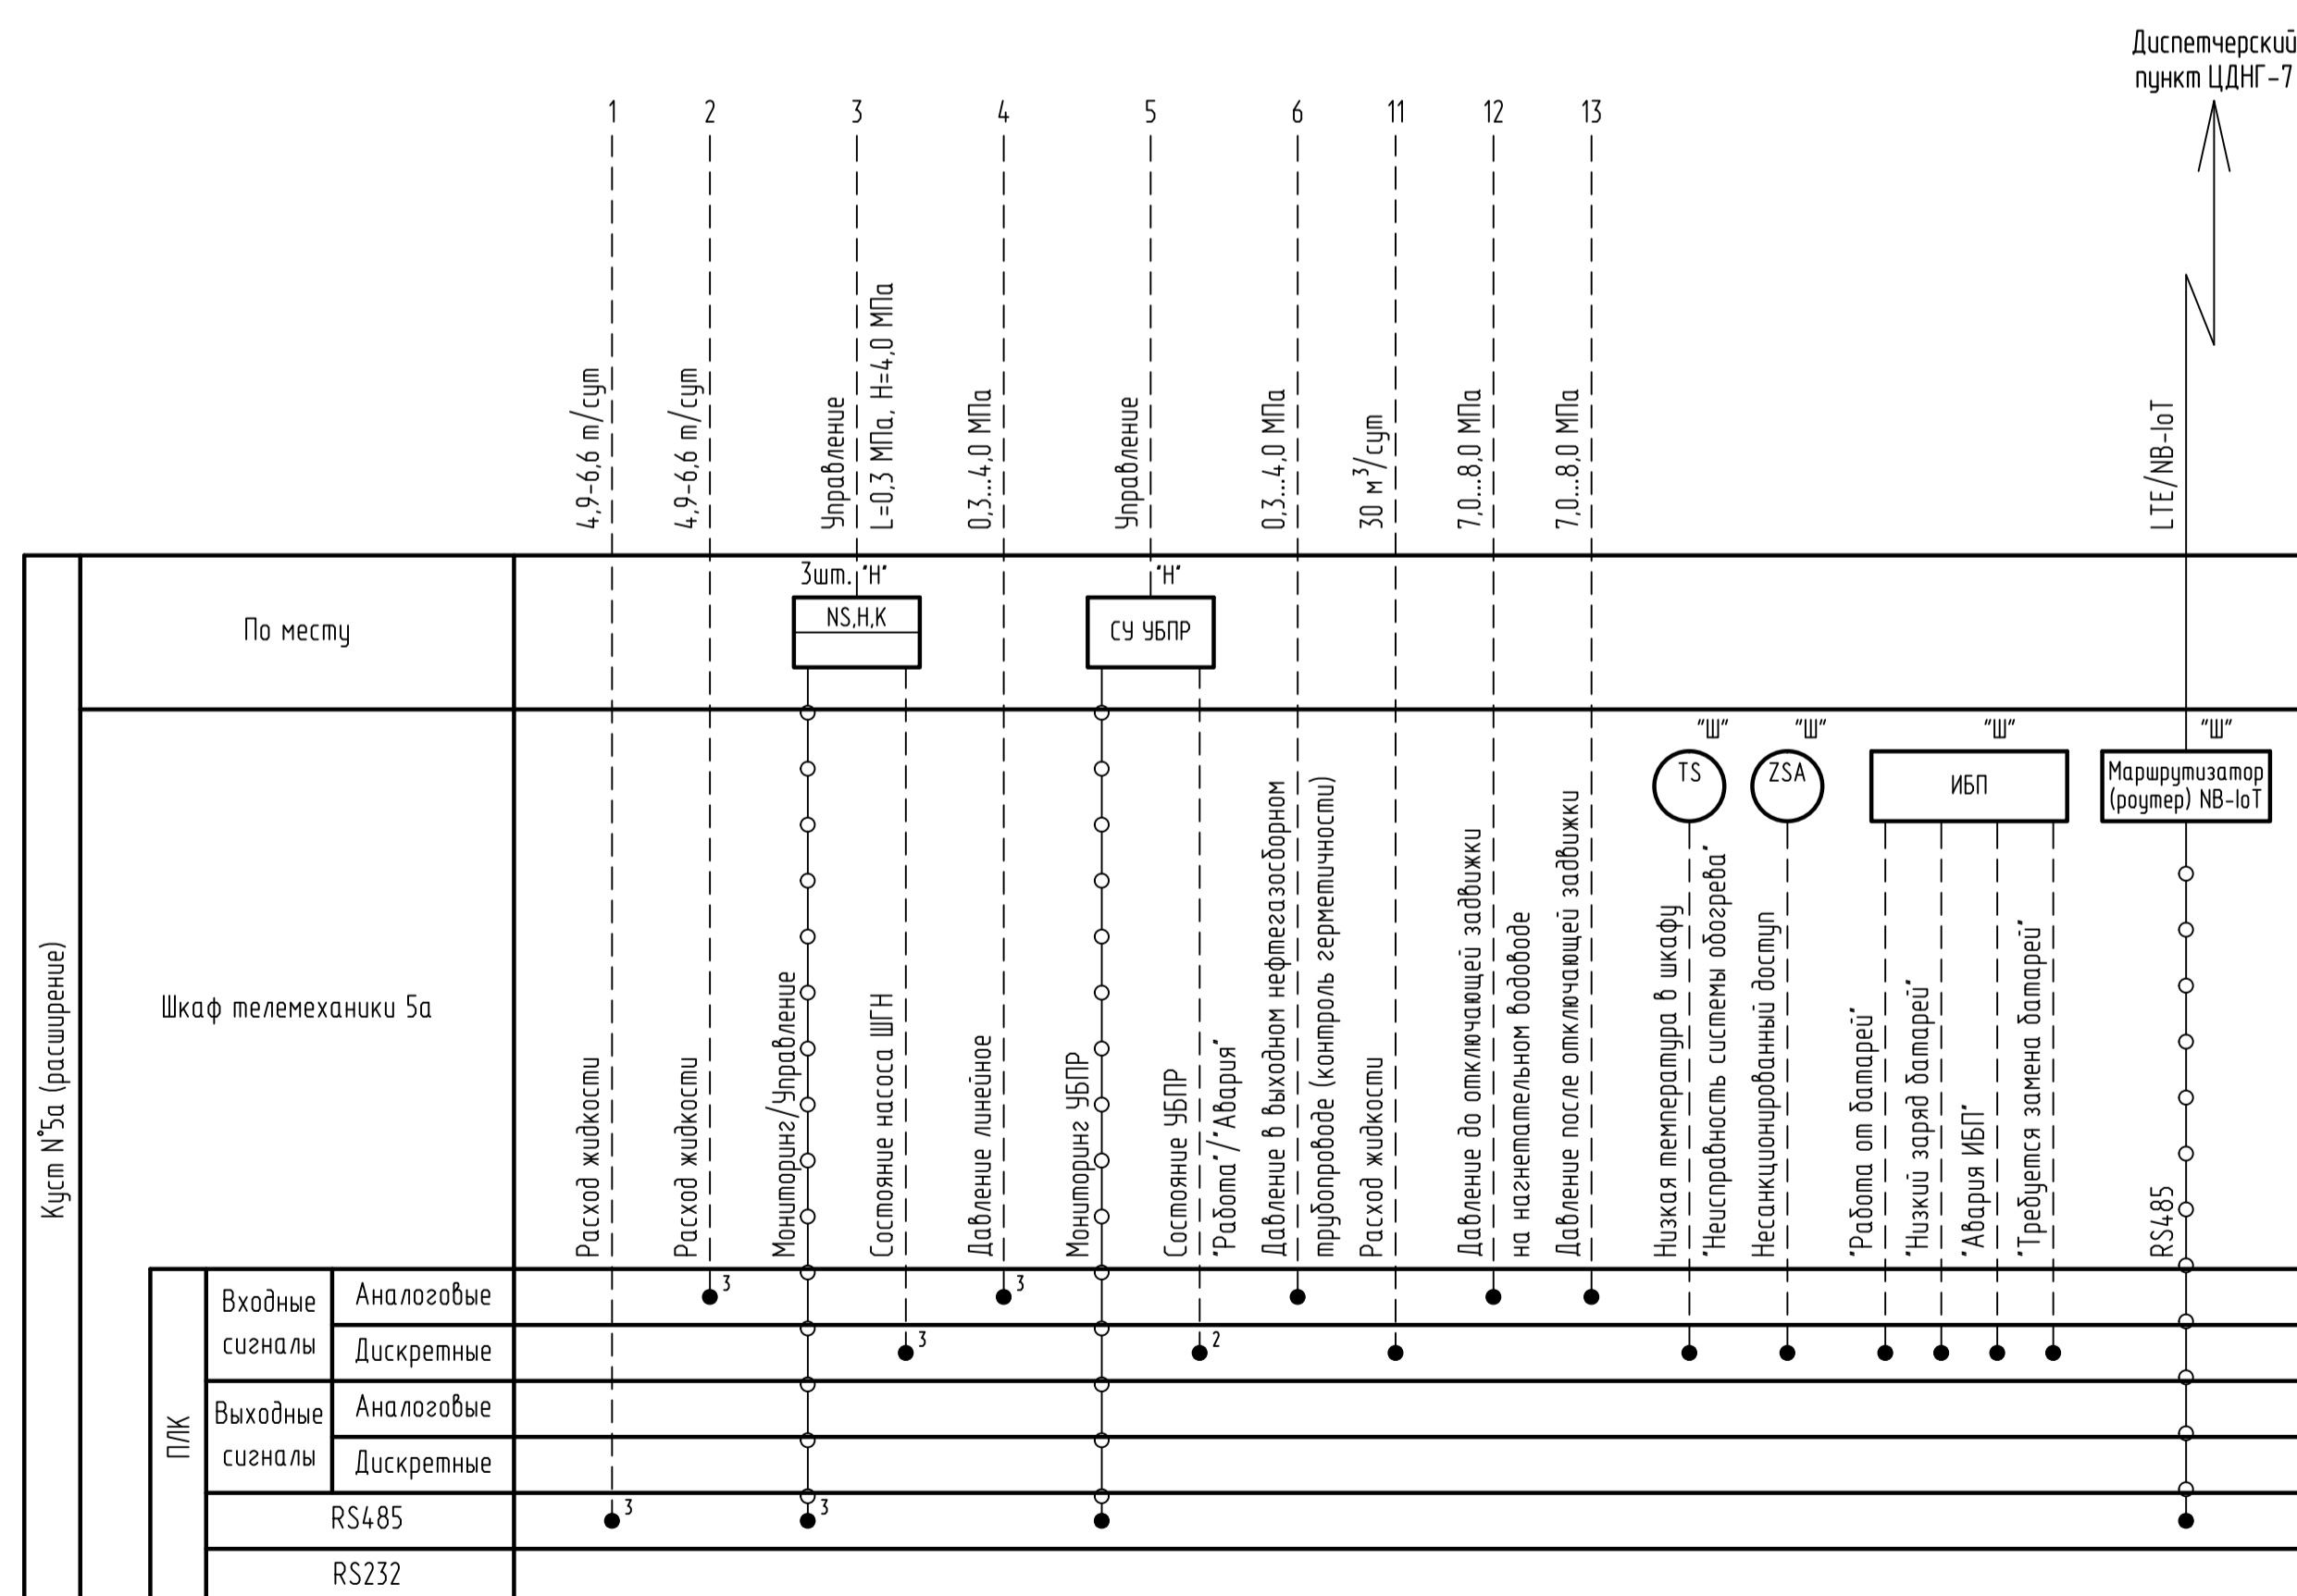 Диспетчерский
пункт ЦДНГ-7
1
2
3
4
5
6
11
12
13
4,9-6,6 т/сут
4,9-6,6 т/сут
Управление
L=0,3 МПа, Н=4,0 МПа
0,3...4,0 МПа
Управление
0,3...4,0 МПа
30 м³/сут
7,0...8,0 МПа
7,0...8,0 МПа
LTE/NB-IoT
Куст №5а (расширение)
По месту
3шт. "Н"
NS,H,K
"Н"
СУ УБПР
Шкаф телемеханики 5а
"Ш"
TS
"Ш"
ZSA
"Ш"
ИБП
"Ш"
Маршрутизатор
(роутер) NB-IoT
Расход жидкости
Расход жидкости
Мониторинг/Управление
Состояние насоса ШГН
Давление линейное
Мониторинг УБПР
Состояние УБПР
"Работа"/"Авария"
Давление в выходном нефтегазосборном
трубопроводе (контроль герметичности)
Расход жидкости
Давление до отключающей задвижки
на нагнетательном водоводе
Давление после отключающей задвижки
Низкая температура в шкафу
"Неисправность системы обогрева"
Несанкционированный доступ
"Работа от батарей"
"Низкий заряд батарей"
"Авария ИБП"
"Требуется замена батарей"
RS485
ПЛК
Входные
сигналы
Аналоговые
3
3
Дискретные
3
2
Выходные
сигналы
Аналоговые
Дискретные
RS485
3
3
RS232